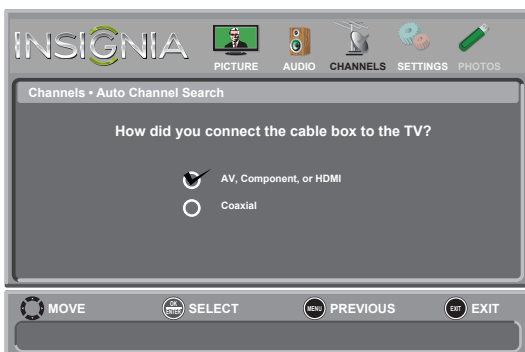 INSIGNIA
PICTURE AUDIO CHANNELS SETTINGS PHOTOS
Channels • Auto Channel Search
How did you connect the cable box to the TV?
AV, Component, or HDMI
Coaxial
MOVE OK ENTER SELECT MENU PREVIOUS EXIT EXIT